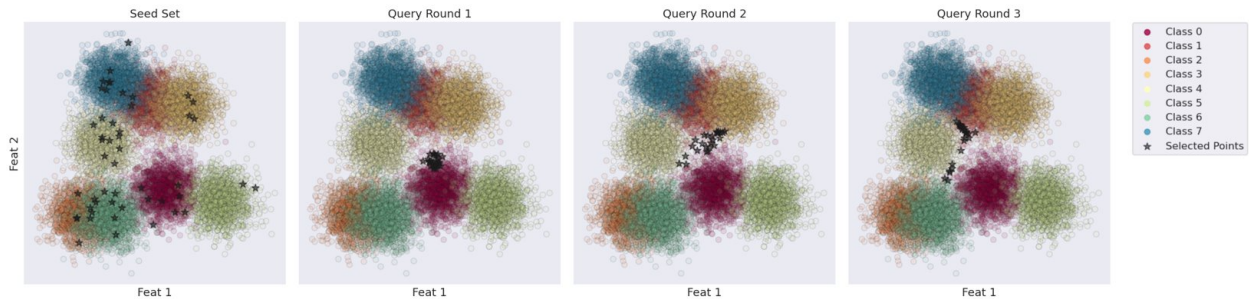 Seed Set
Query Round 1
Query Round 2
Query Round 3
Feat 2
Feat 1
Feat 1
Feat 1
Feat 1
Class 0
Class 1
Class 2
Class 3
Class 4
Class 5
Class 6
Class 7
Selected Points